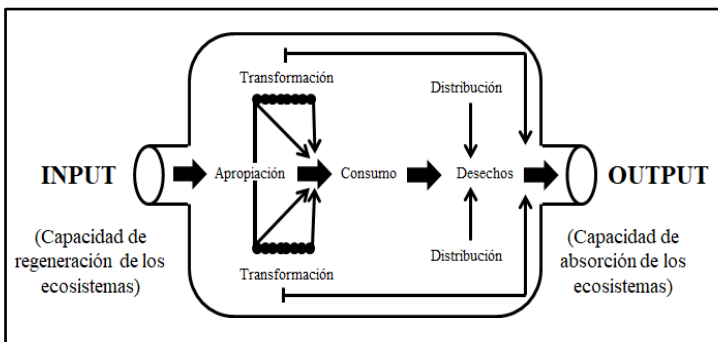 Transformación
Distribución
INPUT
Apropiación
Consumo
Desechos
OUTPUT
(Capacidad de
regeneración de los
ecosistemas)
(Capacidad de
absorción de los
ecosistemas)
Distribución
Transformación